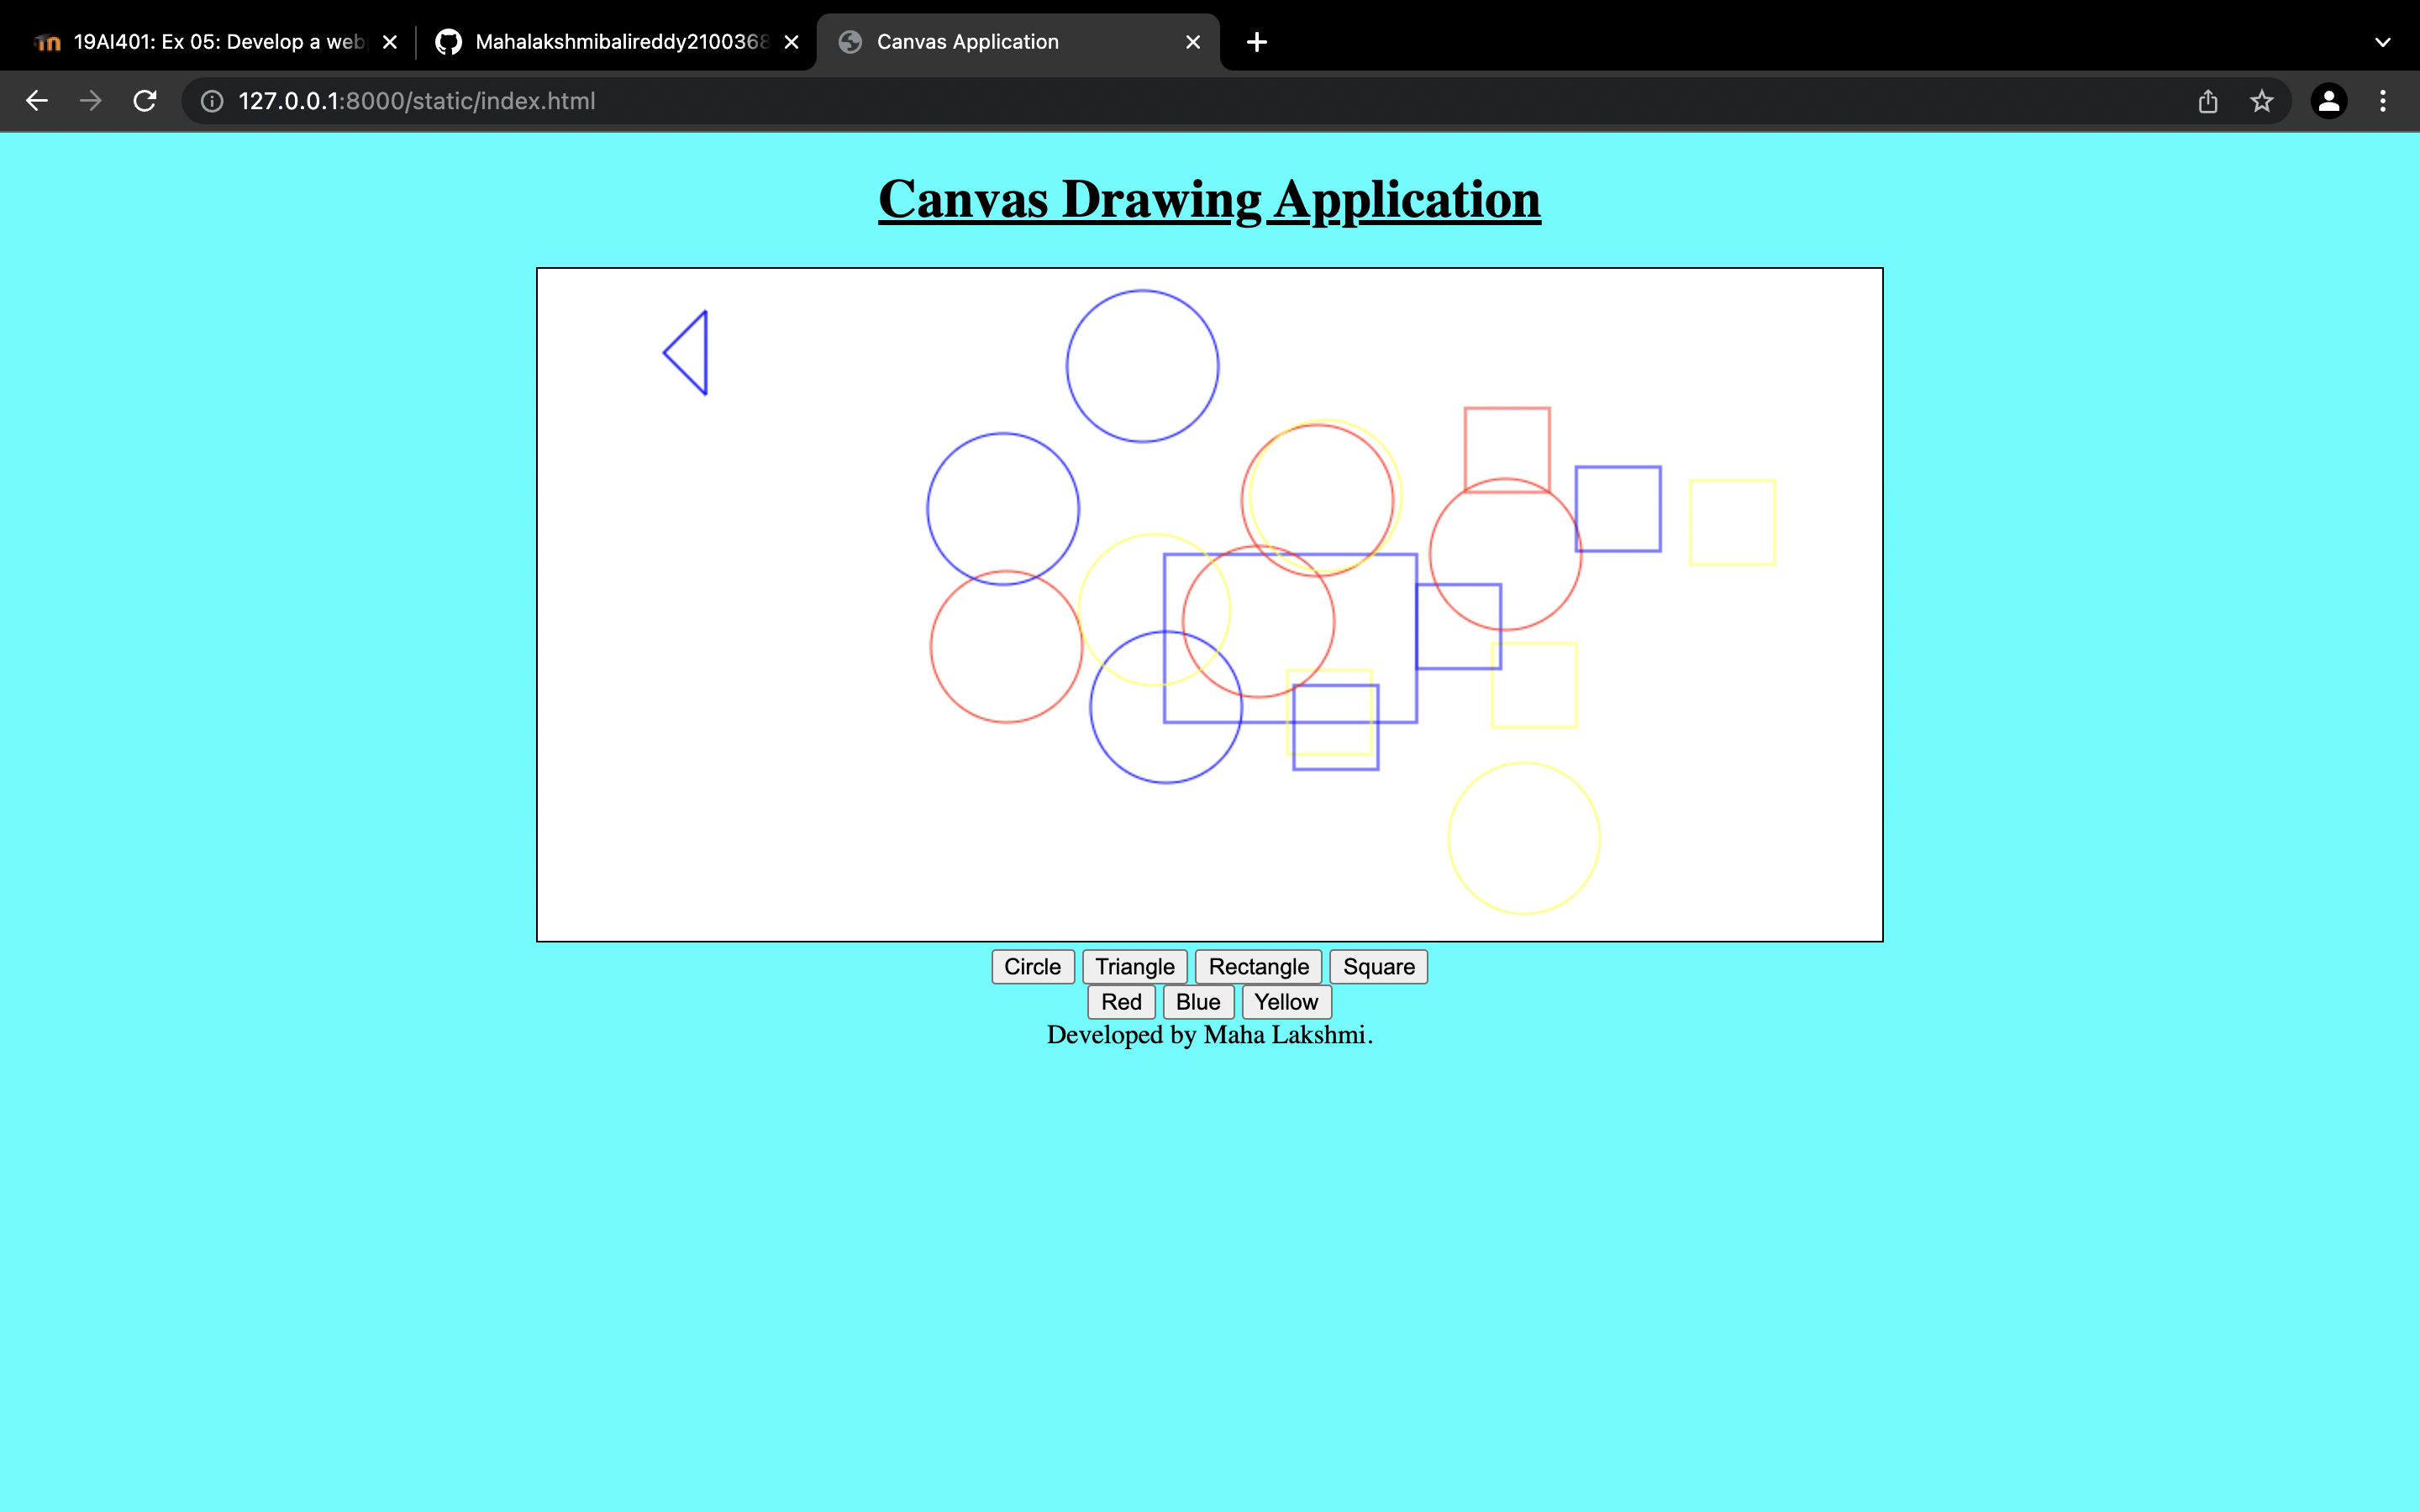 19AI401: Ex 05: Develop a web
Mahalakshmibalireddy2100368
Canvas Application
127.0.0.1:8000/static/index.html
Canvas Drawing Application
Circle Triangle Rectangle Square
Red Blue Yellow
Developed by Maha Lakshmi.